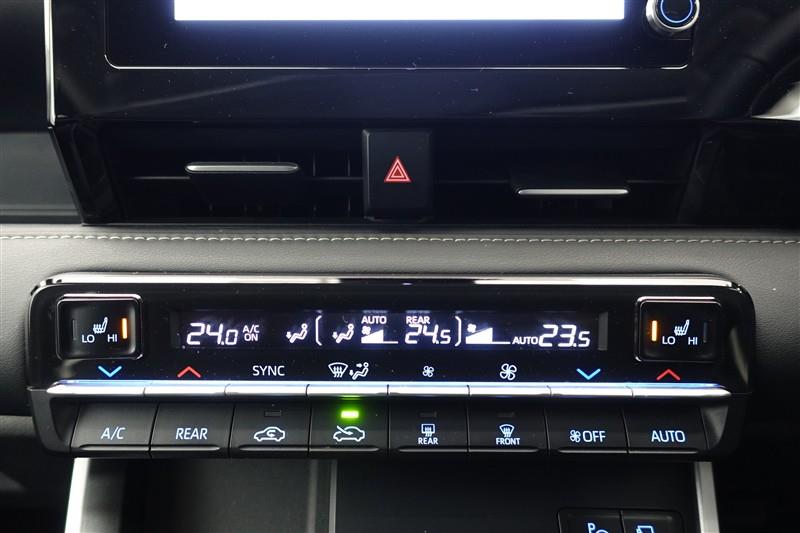 LO HI
24.0 A/C ON
AUTO
REAR
24.5
AUTO 23.5
LO HI
SYNC
A/C
REAR
REAR
FRONT
OFF
AUTO
P